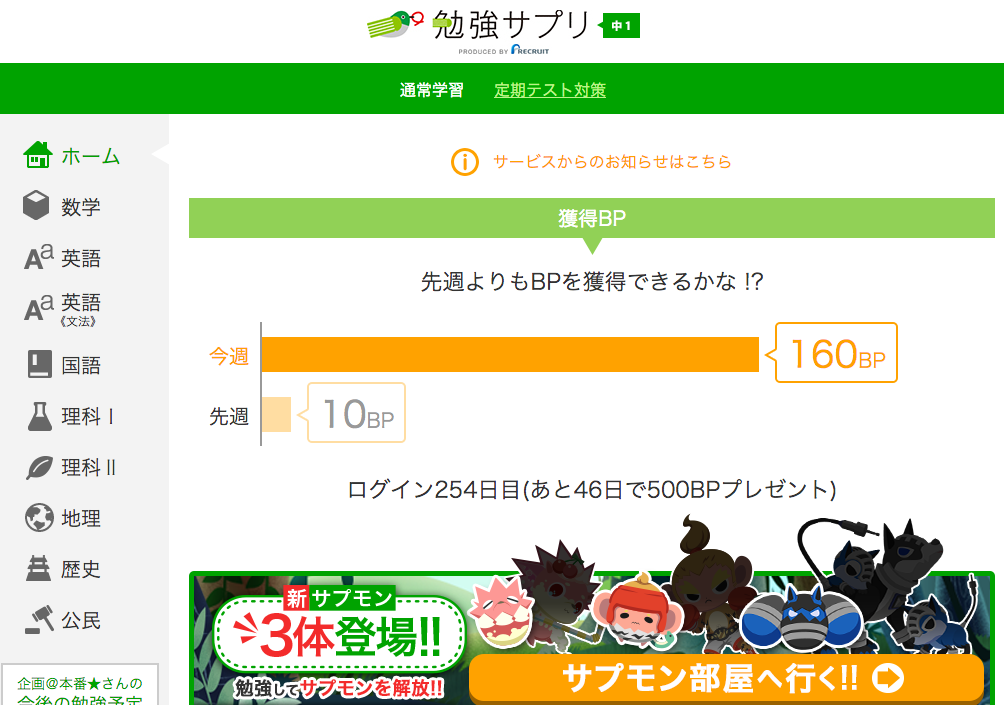 勉強サプリ
中1
PRODUCED BY RECRUIT
通常学習
定期テスト対策
ホーム
数学
英語
英語
《文法》
国語
理科Ⅰ
理科Ⅱ
地理
歴史
公民
企画@本番★さんの
今後の勉強予定
サービスからのお知らせはこちら
獲得BP
先週よりもBPを獲得できるかな !?
今週
160BP
先週
10BP
ログイン254日目(あと46日で500BPプレゼント)
新サプモン
3体登場!!
勉強してサプモンを解放!!
サプモン部屋へ行く!!